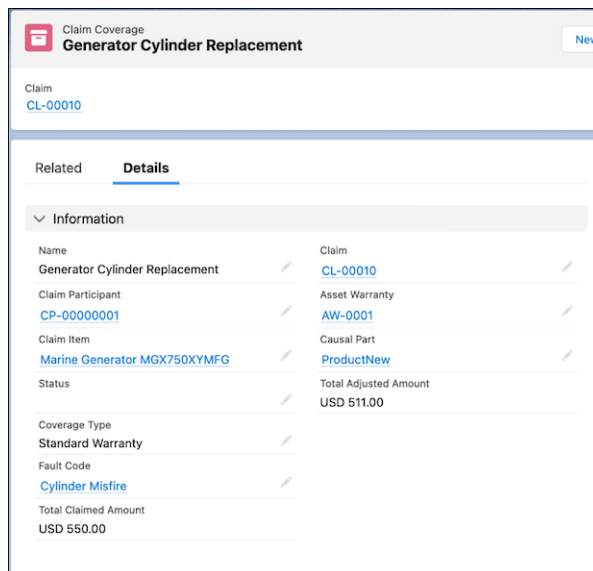 Claim Coverage
Generator Cylinder Replacement
New
Claim
CL-00010
Related
Details
Information
Name
Generator Cylinder Replacement
Claim
CL-00010
Claim Participant
CP-00000001
Asset Warranty
AW-0001
Claim Item
Marine Generator MGX750XYMFG
Causal Part
ProductNew
Status
Total Adjusted Amount
USD 511.00
Coverage Type
Standard Warranty
Fault Code
Cylinder Misfire
Total Claimed Amount
USD 550.00